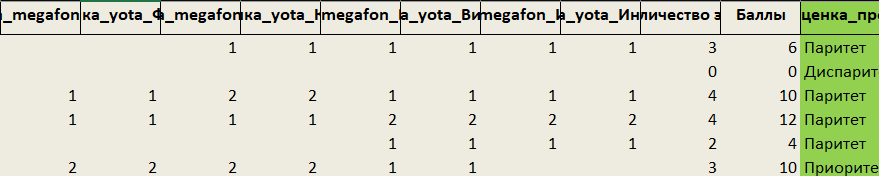 _megafon ка_yota_Ф а_megafon ка_yota_ megafon_ а_yota_Ви megafon_ а_yota_Ин личество Баллы ценка_пр
1 1 1 1 1 1 3 6 Паритет
0 0 Диспарит
1 1 2 2 1 1 1 1 4 10 Паритет
1 1 1 1 2 2 2 2 4 12 Паритет
1 1 1 1 2 4 Паритет
2 2 2 2 1 1 3 10 Приорите